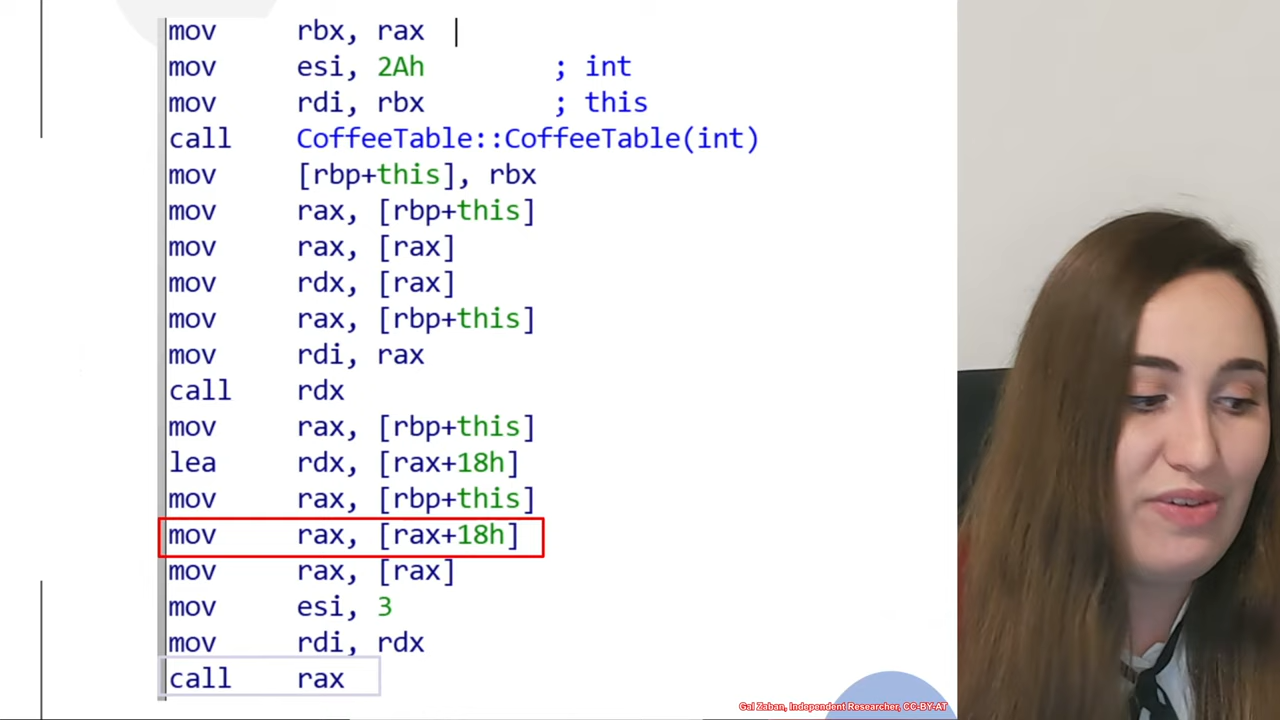 mov rbx, rax
mov esi, 2Ah ; int
mov rdi, rbx ; this
call CoffeeTable::CoffeeTable(int)
mov [rbp+this], rbx
mov rax, [rbp+this]
mov rax, [rax]
mov rdx, [rax]
mov rax, [rbp+this]
mov rdi, rax
call rdx
mov rax, [rbp+this]
lea rdx, [rax+18h]
mov rax, [rbp+this]
mov rax, [rax+18h]
mov rax, [rax]
mov esi, 3
mov rdi, rdx
call rax
Gal Zaban, Independent Researcher, CC-BY-AT